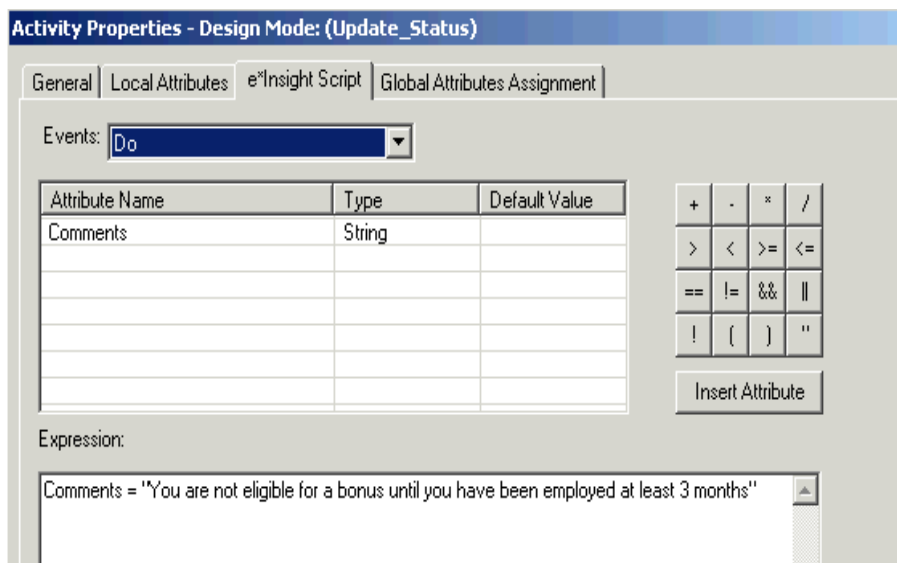 Activity Properties - Design Mode: (Update_Status)
General Local Attributes e*Insight Script Global Attributes Assignment
Events: Do
Attribute Name Type Default Value
Comments String
+ - * /
> < >= <=
== != && ||
! ( ) "
Insert Attribute
Expression:
Comments = "You are not eligible for a bonus until you have been employed at least 3 months"